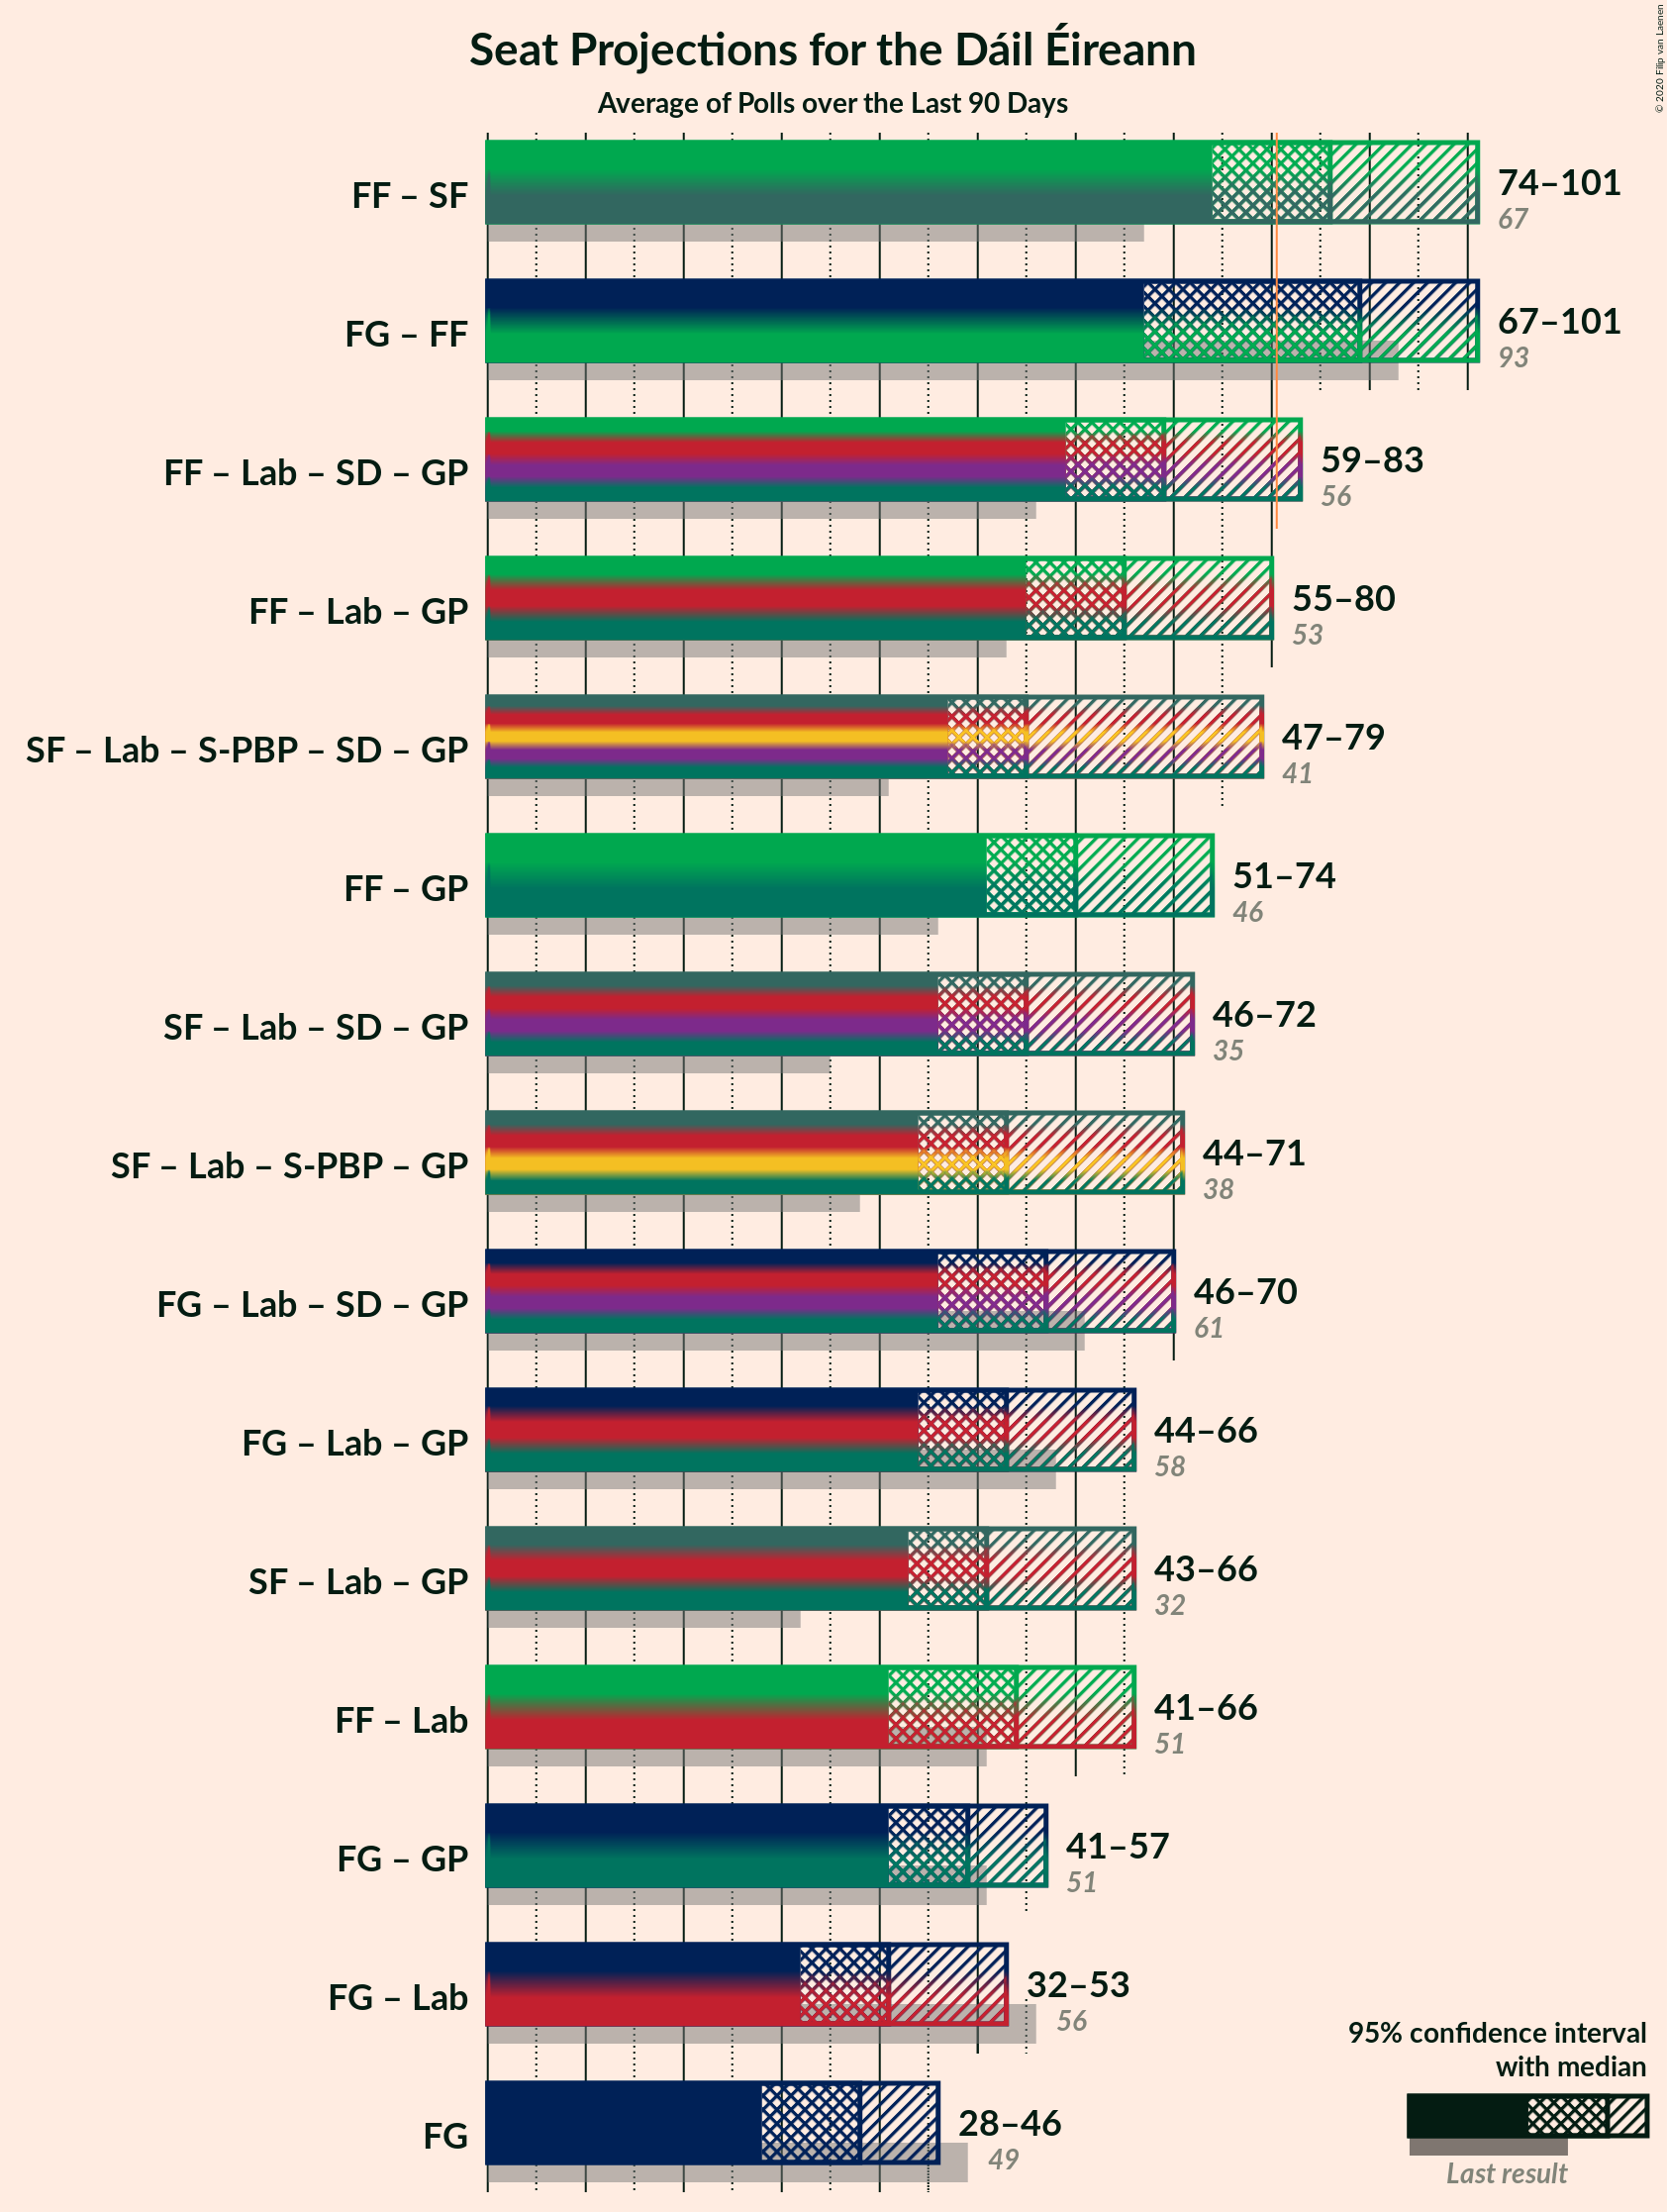 © 2020 Filip van Laenen
Seat Projections for the Dáil Éireann
Average of Polls over the Last 90 Days
FF – SF
74–101
67
FG – FF
67–101
93
FF – Lab – SD – GP
59–83
56
FF – Lab – GP
55–80
53
SF – Lab – S-PBP – SD – GP
47–79
41
FF – GP
51–74
46
SF – Lab – SD – GP
46–72
35
SF – Lab – S-PBP – GP
44–71
38
FG – Lab – SD – GP
46–70
61
FG – Lab – GP
44–66
58
SF – Lab – GP
43–66
32
FF – Lab
41–66
51
FG – GP
41–57
51
FG – Lab
32–53
56
FG
28–46
49
95% confidence interval
with median
Last result